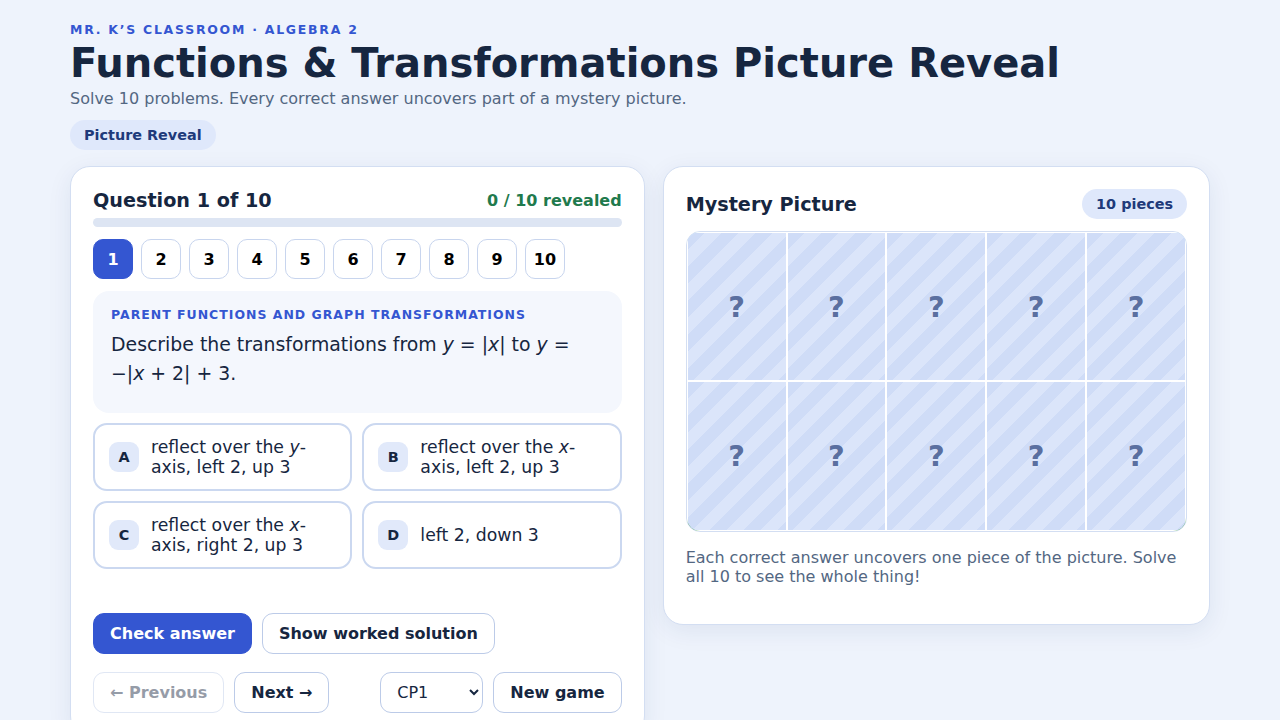 MR. K’S CLASSROOM · ALGEBRA 2
Functions & Transformations Picture Reveal
Solve 10 problems. Every correct answer uncovers part of a mystery picture.
Picture Reveal
Question 1 of 10
0 / 10 revealed
1 2 3 4 5 6 7 8 9 10
PARENT FUNCTIONS AND GRAPH TRANSFORMATIONS
Describe the transformations from y = |x| to y =
−|x + 2| + 3.
A reflect over the y-
axis, left 2, up 3
B reflect over the x-
axis, left 2, up 3
C reflect over the x-
axis, right 2, up 3
D left 2, down 3
Check answer
Show worked solution
← Previous
Next →
CP1
New game
Mystery Picture
10 pieces
? ? ? ? ?
? ? ? ? ?
Each correct answer uncovers one piece of the picture. Solve
all 10 to see the whole thing!